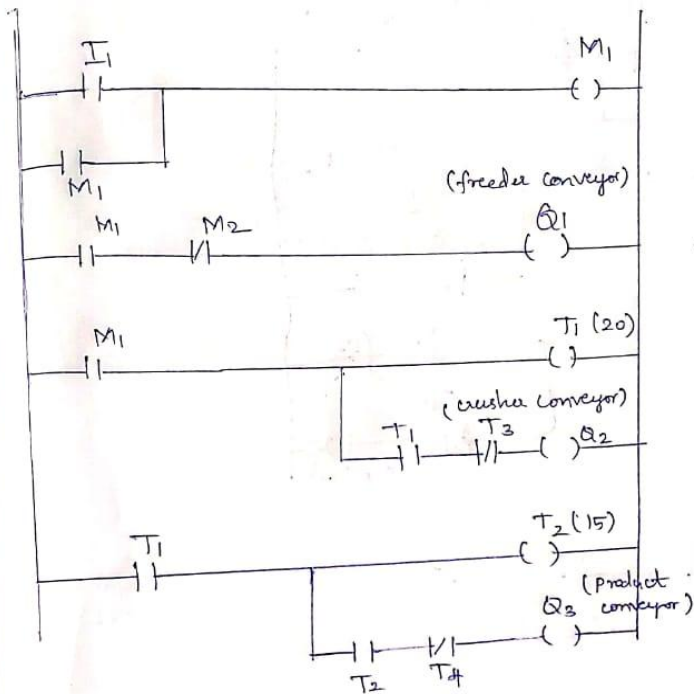 I1
M1
M1
(freeder conveyor)
M1
M2
Q1
M1
T1 (20)
(crusher conveyor)
T1
T3
Q2
T2 (15)
T1
(product
Q3 conveyor)
T2
T4